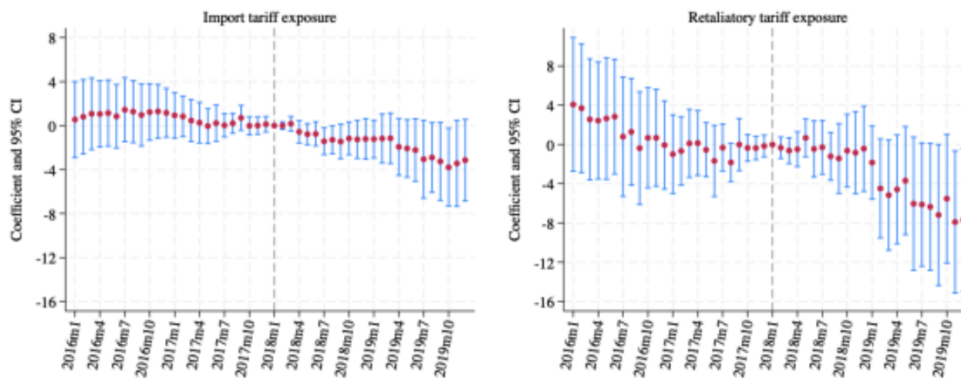 Import tariff exposure
Coefficient and 95% CI
8
4
0
-4
-8
-12
-16
2016m1
2016m4
2016m7
2016m10
2017m1
2017m4
2017m7
2017m10
2018m1
2018m4
2018m7
2018m10
2019m1
2019m4
2019m7
2019m10
Retaliatory tariff exposure
Coefficient and 95% CI
8
4
0
-4
-8
-12
-16
2016m1
2016m4
2016m7
2016m10
2017m1
2017m4
2017m7
2017m10
2018m1
2018m4
2018m7
2018m10
2019m1
2019m4
2019m7
2019m10